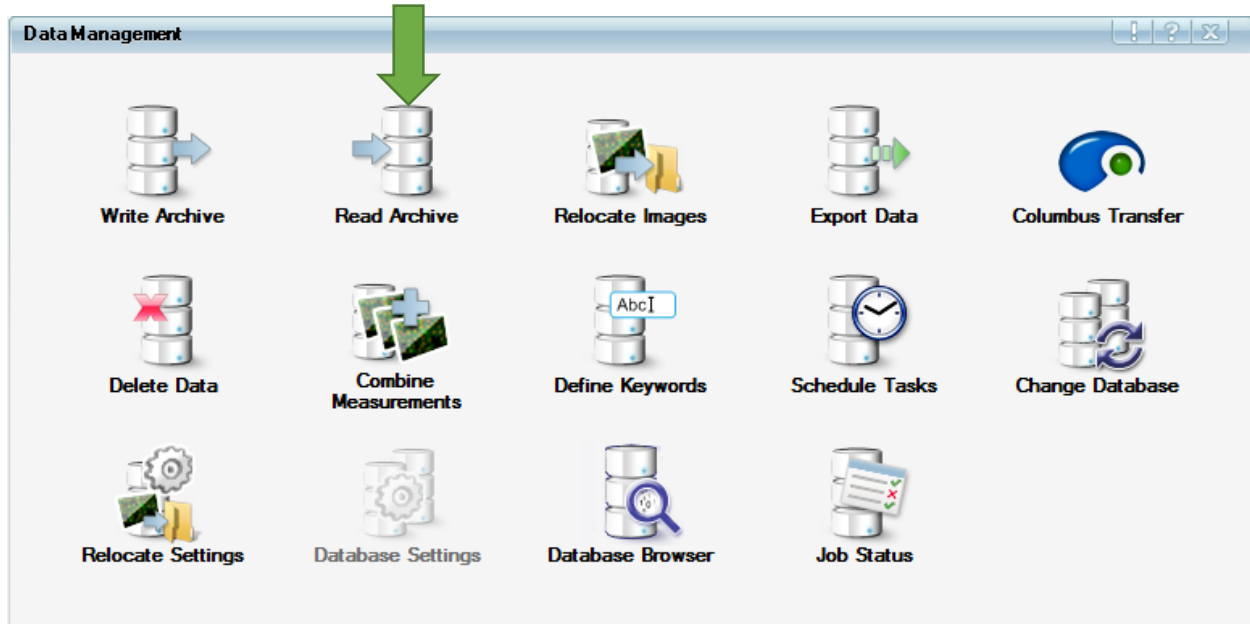 Data Management
! ? X
Write Archive
Read Archive
Relocate Images
Export Data
Columbus Transfer
Delete Data
Combine
Measurements
Abc
Define Keywords
Schedule Tasks
Change Database
Relocate Settings
Database Settings
Database Browser
Job Status